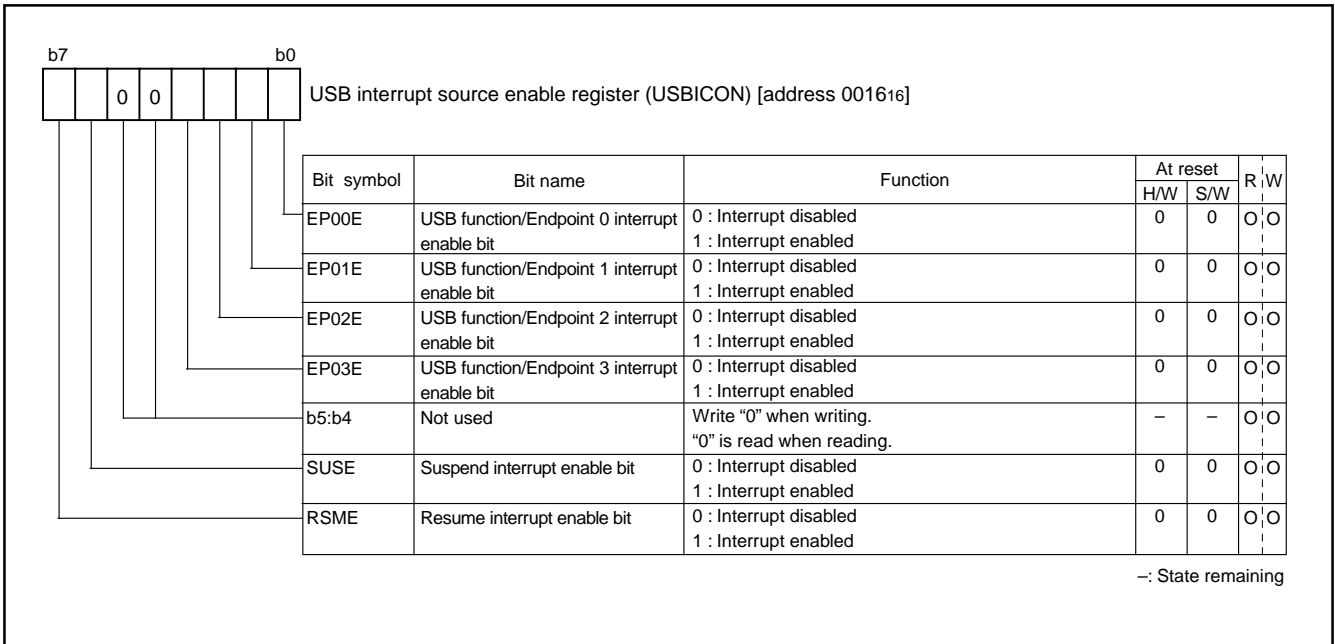 b7 b0
0 0
USB interrupt source enable register (USBICON) [address 001616]
Bit symbol Bit name Function At reset R W
H/W S/W
EP00E USB function/Endpoint 0 interrupt 0 : Interrupt disabled 0 0 O O
enable bit 1 : Interrupt enabled
EP01E USB function/Endpoint 1 interrupt 0 : Interrupt disabled 0 0 O O
enable bit 1 : Interrupt enabled
EP02E USB function/Endpoint 2 interrupt 0 : Interrupt disabled 0 0 O O
enable bit 1 : Interrupt enabled
EP03E USB function/Endpoint 3 interrupt 0 : Interrupt disabled 0 0 O O
enable bit 1 : Interrupt enabled
b5:b4 Not used Write “0” when writing. – – O O
“0” is read when reading.
SUSE Suspend interrupt enable bit 0 : Interrupt disabled 0 0 O O
1 : Interrupt enabled
RSME Resume interrupt enable bit 0 : Interrupt disabled 0 0 O O
1 : Interrupt enabled
–: State remaining